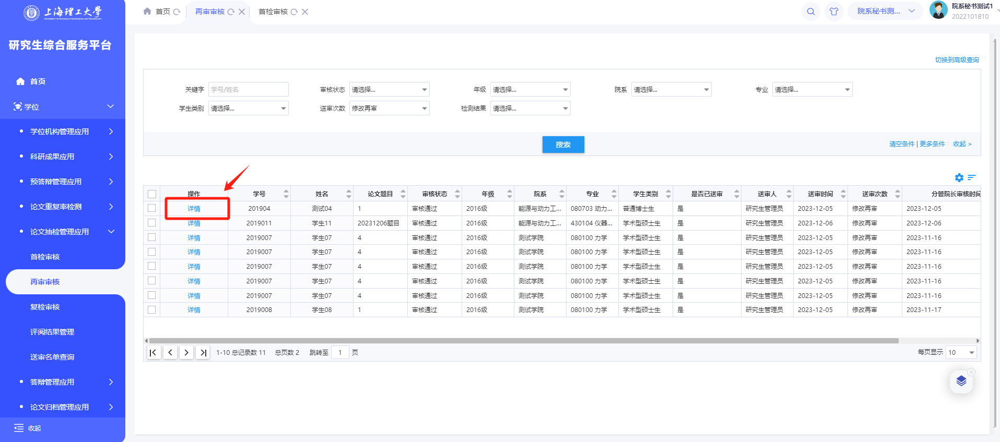 上海理工大學
UNIVERSITY OF SHANGHAI FOR SCIENCE AND TECHNOLOGY
研究生综合服务平台
首页
学位
学位机构管理应用
科研成果应用
预答辩管理应用
论文重复率检测
论文抽检管理应用
首检审核
再审审核
复检审核
评阅结果管理
送审名单查询
答辩管理应用
论文归档管理应用
收起
首页 再审审核 首检审核
院系秘书测... 院系秘书测试1
2022101810
切换到高级查询
关键字 学号/姓名 审核状态 请选择... 年级 请选择... 院系 请选择... 专业 请选择...
学生类别 请选择... 送审次数 修改再审 检测结果 请选择...
搜索 清空条件 | 更多条件 收起 >
操作 学号 姓名 论文题目 审核状态 年级 院系 专业 学生类别 是否已送审 送审人 送审时间 送审次数 分管院长审核时间
详情 201904 测试04 1 审核通过 2016级 能源与动力工... 080703 动力... 普通博士生 是 研究生管理员 2023-12-05 修改再审 2023-12-05
详情 2019011 学生11 20231206题目 审核通过 2016级 能源与动力工... 430104 仪器... 学术型硕士生 是 研究生管理员 2023-12-06 修改再审 2023-12-06
详情 2019007 学生07 4 审核通过 2016级 测试学院 080100 力学 学术型硕士生 是 研究生管理员 2023-12-05 修改再审 2023-11-16
详情 2019007 学生07 4 审核通过 2016级 测试学院 080100 力学 学术型硕士生 是 研究生管理员 2023-12-05 修改再审 2023-11-16
详情 2019007 学生07 4 审核通过 2016级 测试学院 080100 力学 学术型硕士生 是 研究生管理员 2023-12-05 修改再审 2023-11-16
详情 2019007 学生07 4 审核通过 2016级 测试学院 080100 力学 学术型硕士生 是 研究生管理员 2023-12-05 修改再审 2023-11-16
详情 2019007 学生07 4 审核通过 2016级 测试学院 080100 力学 学术型硕士生 是 研究生管理员 2023-12-05 修改再审 2023-11-16
详情 2019008 学生08 1 审核通过 2016级 测试学院 080100 力学 学术型硕士生 是 研究生管理员 2023-12-05 修改再审 2023-11-17
1-10 总记录数 11 总页数 2 跳转至 1 页 每页显示 10